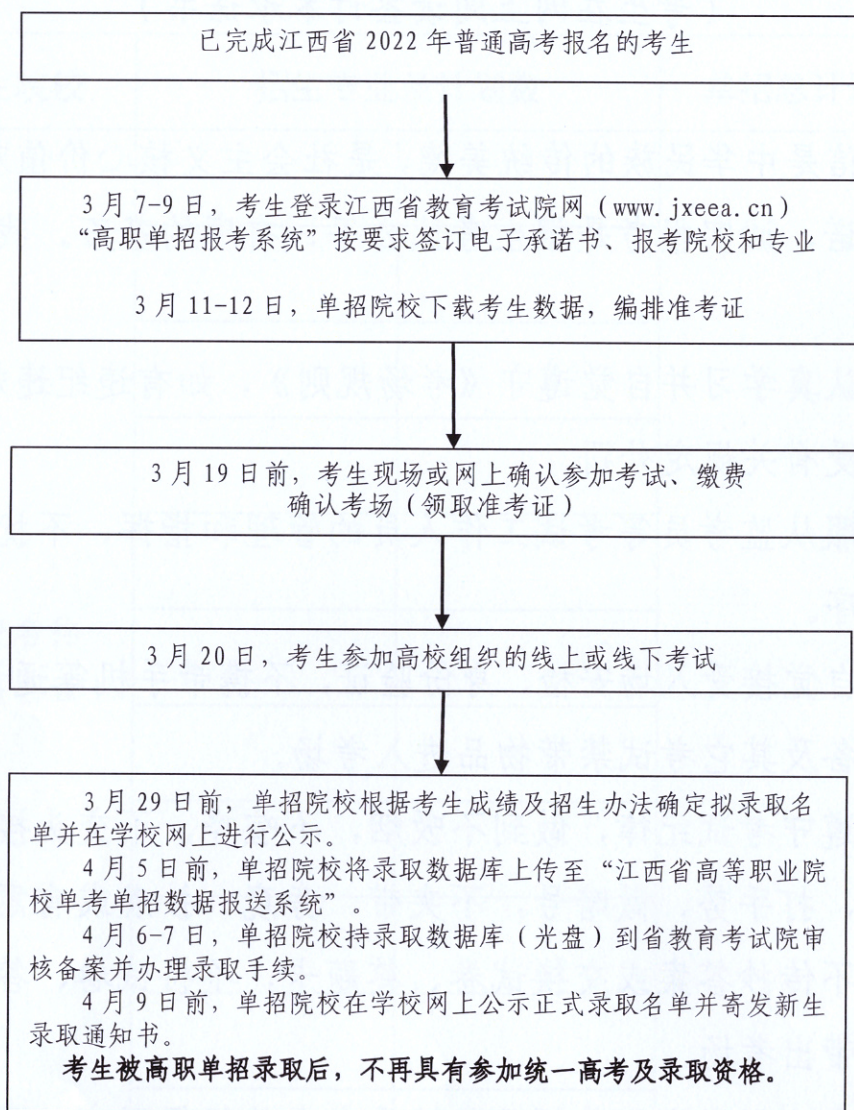 已完成江西省 2022 年普通高考报名的考生
3 月 7-9 日，考生登录江西省教育考试院网（www.jxeea.cn）
“高职单招报考系统”按要求签订电子承诺书、报考院校和专业
3 月 11-12 日，单招院校下载考生数据，编排准考证
3 月 19 日前，考生现场或网上确认参加考试、缴费
确认考场（领取准考证）
3 月 20 日，考生参加高校组织的线上或线下考试
3 月 29 日前，单招院校根据考生成绩及招生办法确定拟录取名
单并在学校网上进行公示。
4 月 5 日前，单招院校将录取数据库上传至“江西省高等职业院
校单考单招数据报送系统”。
4 月 6-7 日，单招院校持录取数据库（光盘）到省教育考试院审
核备案并办理录取手续。
4 月 9 日前，单招院校在学校网上公示正式录取名单并寄发新生
录取通知书。
考生被高职单招录取后，不再具有参加统一高考及录取资格。